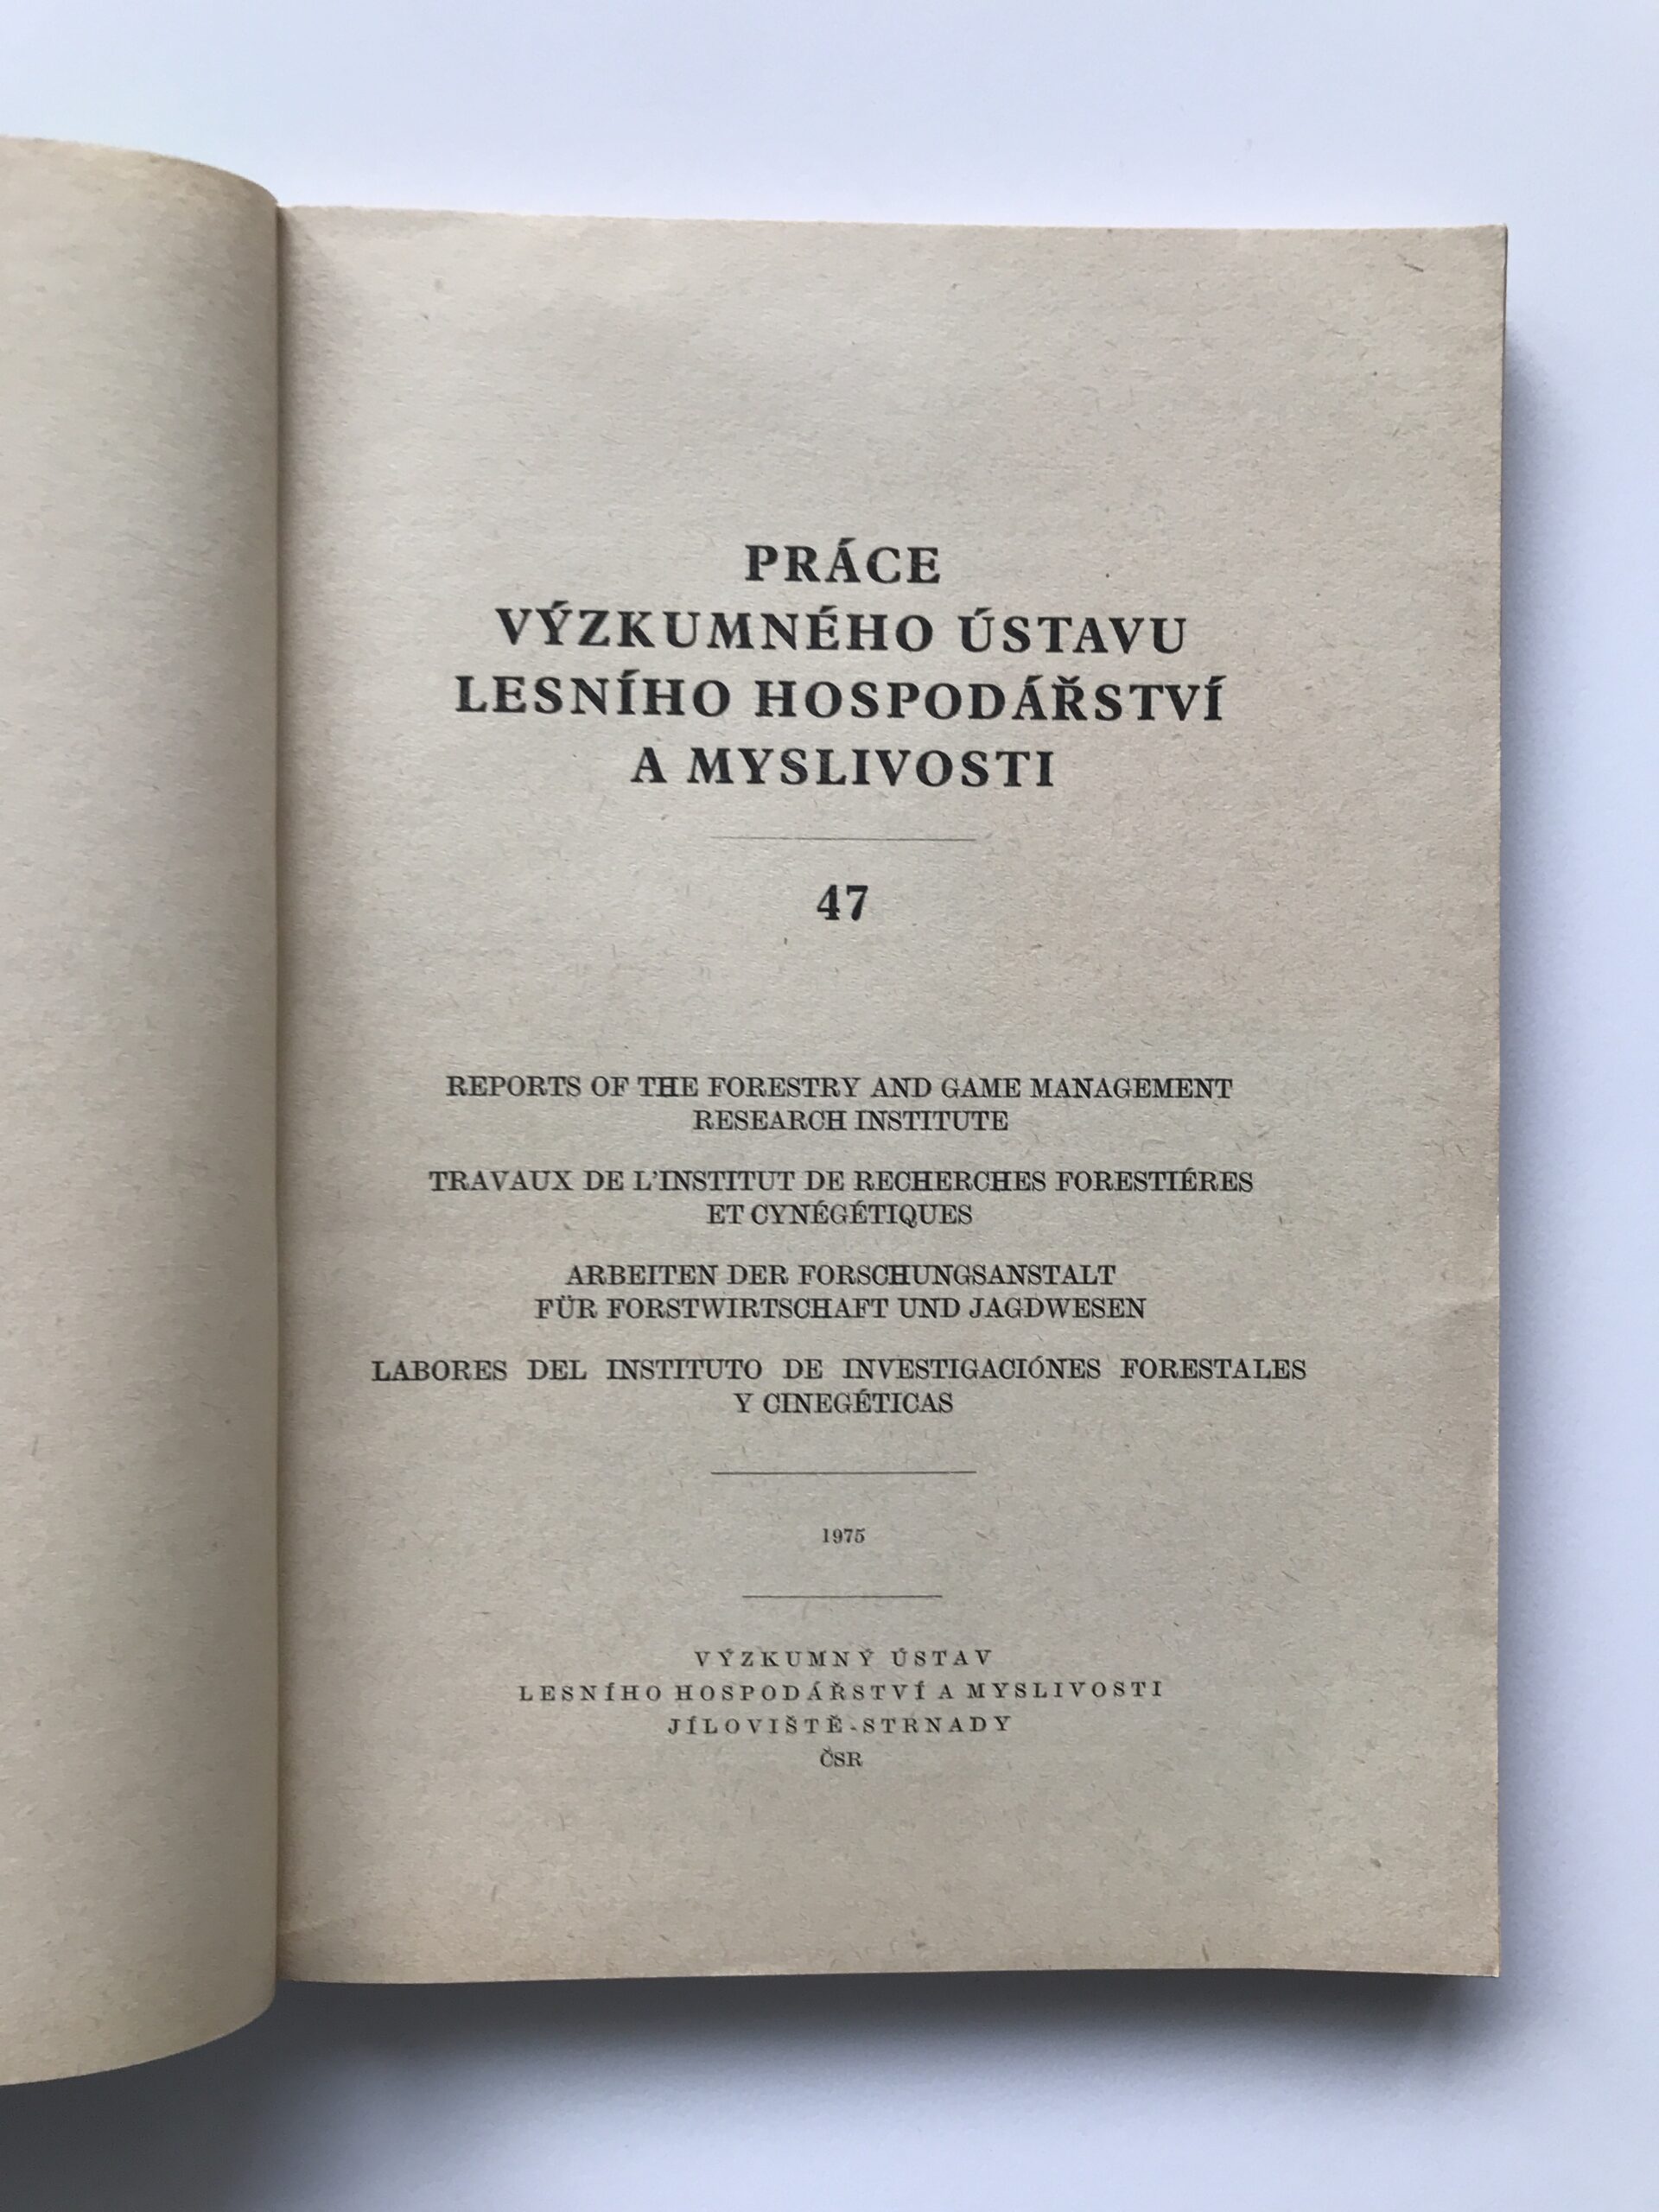 PRÁCE
VÝZKUMNÉHO ÚSTAVU
LESNÍHO HOSPODÁŘSTVÍ
A MYSLIVOSTI
47
REPORTS OF THE FORESTRY AND GAME MANAGEMENT
RESEARCH INSTITUTE
TRAVAUX DE L'INSTITUT DE RECHERCHES FORESTIÉRES
ET CYNÉGÉTIQUES
ARBEITEN DER FORSCHUNGSANSTALT
FÜR FORSTWIRTSCHAFT UND JAGDWESEN
LABORES DEL INSTITUTO DE INVESTIGACIÓNES FORESTALES
Y CINEGÉTICAS
1975
VÝZKUMNÝ ÚSTAV
LESNÍHO HOSPODÁŘSTVÍ A MYSLIVOSTI
JÍLOVIŠTĚ-STRNADY
ČSR